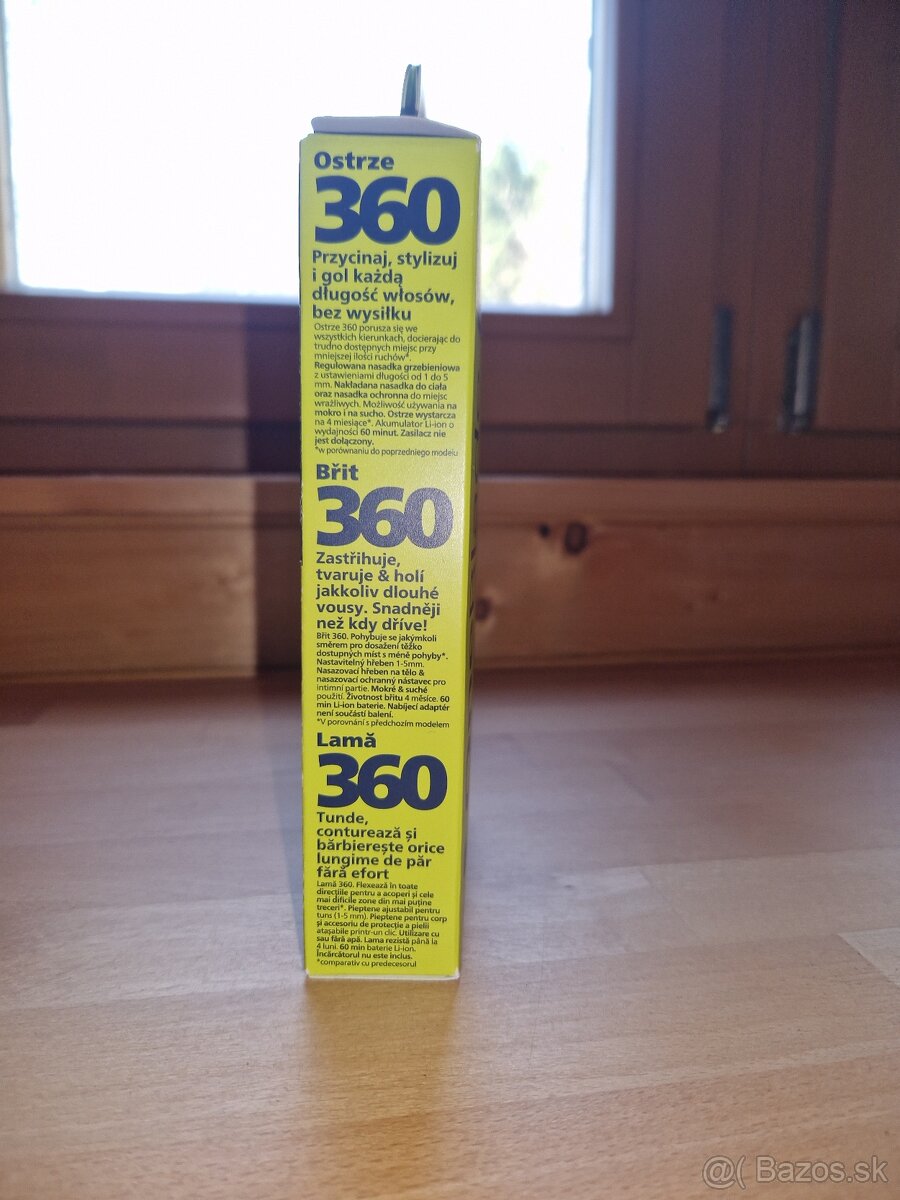 Ostrze
360
Przycinaj, stylizuj
i gol każdą
długość włosów,
bez wysiłku
Ostrze 360 porusza się we
wszystkich kierunkach, docierając do
trudno dostępnych miejsc przy
mniejszej ilości ruchów*.
Regulowana nasadka grzebieniowa
z ustawieniami długości od 1 do 5
mm. Nakładana nasadka do ciała
oraz nasadka ochronna do miejsc
wrażliwych. Możliwość używania na
mokro i na sucho. Ostrze wystarcza
na 4 miesiące*. Akumulator Li-ion o
wydajności 60 minut. Zasilacz nie
jest dołączony.
*w porównaniu do poprzedniego modelu
Břit
360
Zastřihuje,
tvaruje & holí
jakkoliv dlouhé
vousy. Snadněji
než kdy dříve!
Břit 360. Pohybuje se jakýmkoli
směrem pro dosažení těžko
dostupných míst s méně pohyby*.
Nastavitelný hřeben 1-5mm.
Nasazovací hřeben na tělo &
nasazovací ochranný nástavec pro
intimní partie. Mokré & suché
použití. Životnost břitu 4 měsíce. 60
min Li-ion baterie. Nabíjecí adaptér
není součástí balení.
*V porovnání s předchozím modelem
Lamă
360
Tunde,
conturează și
bărbierește orice
lungime de păr
fără efort
Lamă 360. Flexează în toate
direcțiile pentru a acoperi și cele
mai dificile zone din mai puține
treceri*. Pieptene ajustabil pentru
tuns (1-5 mm). Pieptene pentru corp
și accesoriu de protecție a pielii
atașabile printr-un clic. Utilizare cu
sau fără apă. Lama rezistă până la
4 luni. 60 min baterie Li-ion.
Încărcătorul nu este inclus.
*comparativ cu predecesorul
@( Bazos.sk